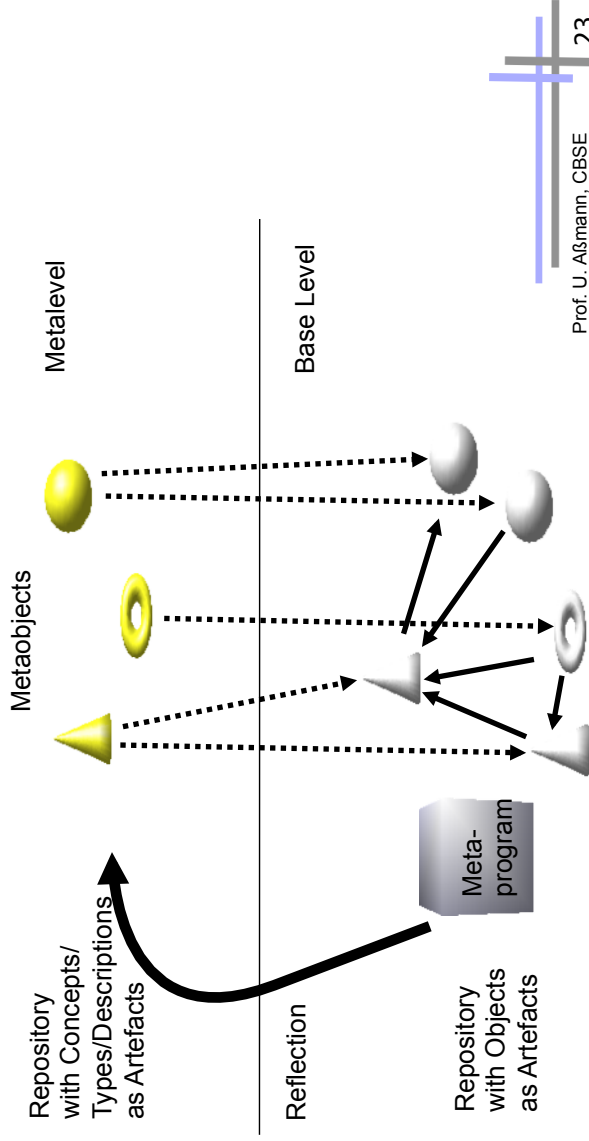 Repository
with Concepts/
Types/Descriptions
as Artefacts
Metaobjects
Metalevel
Reflection
Base Level
Meta-
program
Repository
with Objects
as Artefacts
Prof. U. Aßmann, CBSE
23